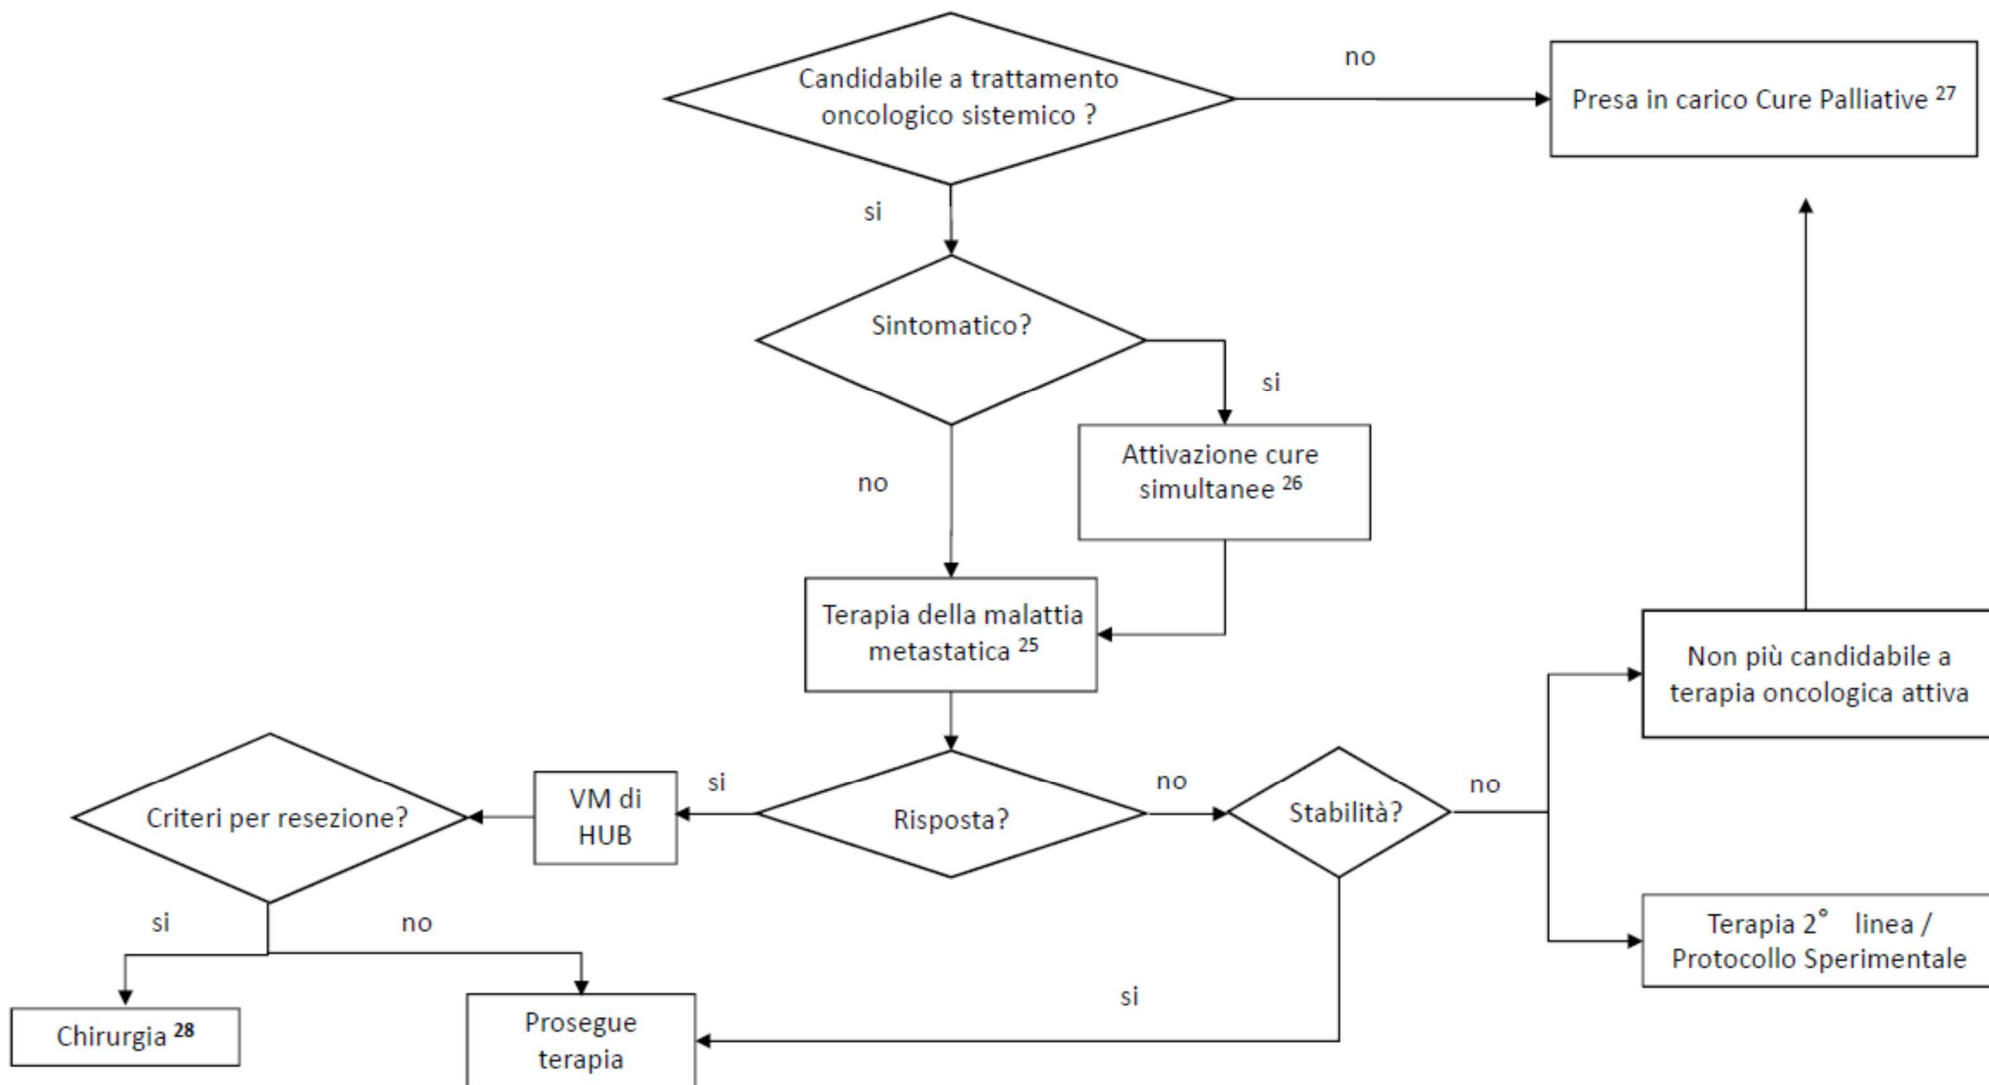 no
Candidabile a trattamento
oncologico sistemico ?
Presa in carico Cure Palliative 27
si
Sintomatico?
si
Attivazione cure
simultanee 26
no
Terapia della malattia
metastatica 25
Non più candidabile a
terapia oncologica attiva
Criteri per resezione?
VM di
HUB
si
Risposta?
no
Stabilità?
no
si
no
Terapia 2° linea /
Protocollo Sperimentale
si
Chirurgia 28
Prosegue
terapia